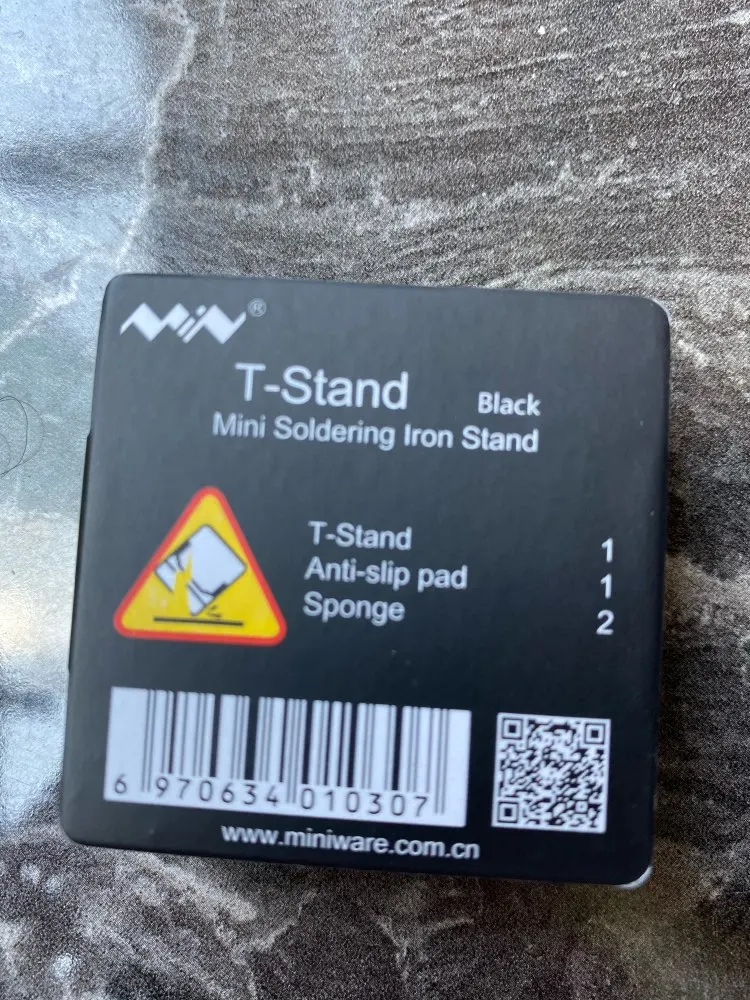 MiNi®
T-Stand Black
Mini Soldering Iron Stand
T-Stand 1
Anti-slip pad 1
Sponge 2
6 970634 010307
www.miniware.com.cn